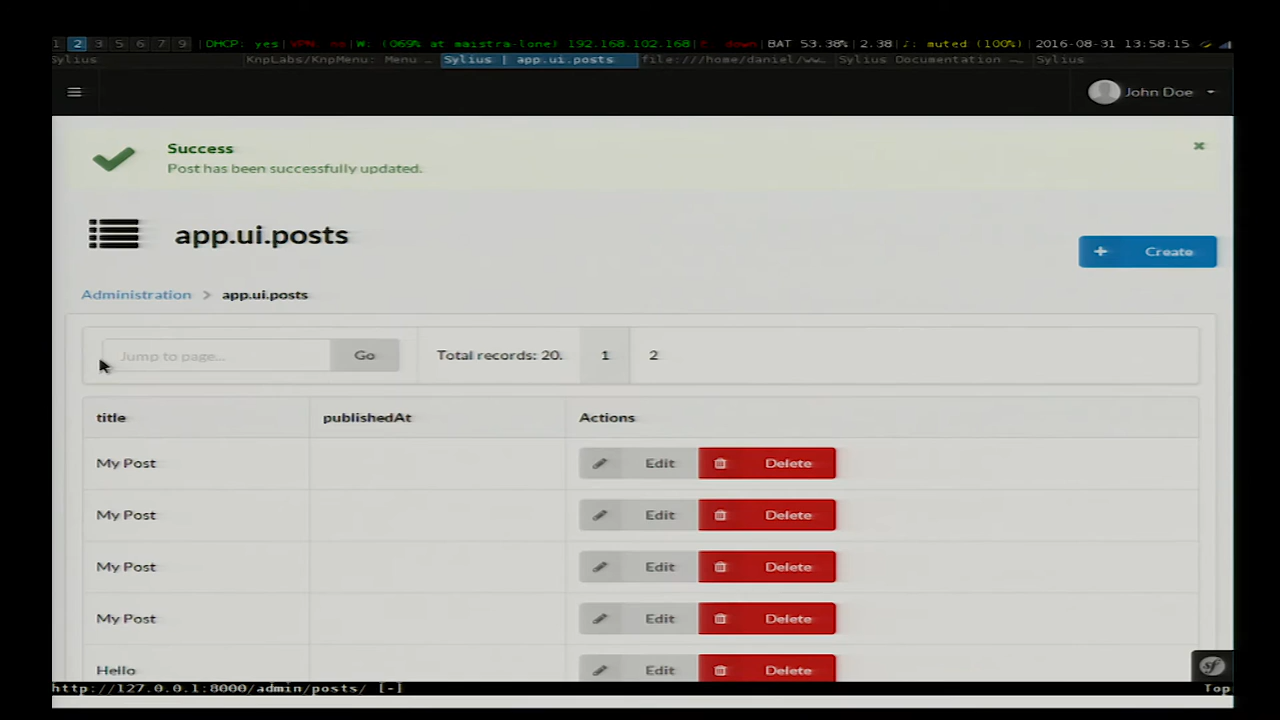 1 2 3 5 6 7 9 DHCP: yes VPN: no W: (069% at maistra-lone) 192.168.102.168 down BAT 53.38% 2.38 ♪: muted (100%) 2016-08-31 13:58:15
Sylius KnpLabs/KnpMenu: Menu … Sylius | app.ui.posts file:///home/daniel/ww… Sylius Documentation —… Sylius
John Doe
Success
Post has been successfully updated.
app.ui.posts
+ Create
Administration > app.ui.posts
Jump to page... Go Total records: 20. 1 2
title publishedAt Actions
My Post Edit Delete
My Post Edit Delete
My Post Edit Delete
My Post Edit Delete
Hello Edit Delete
sf
http://127.0.0.1:8000/admin/posts/ [-] Top